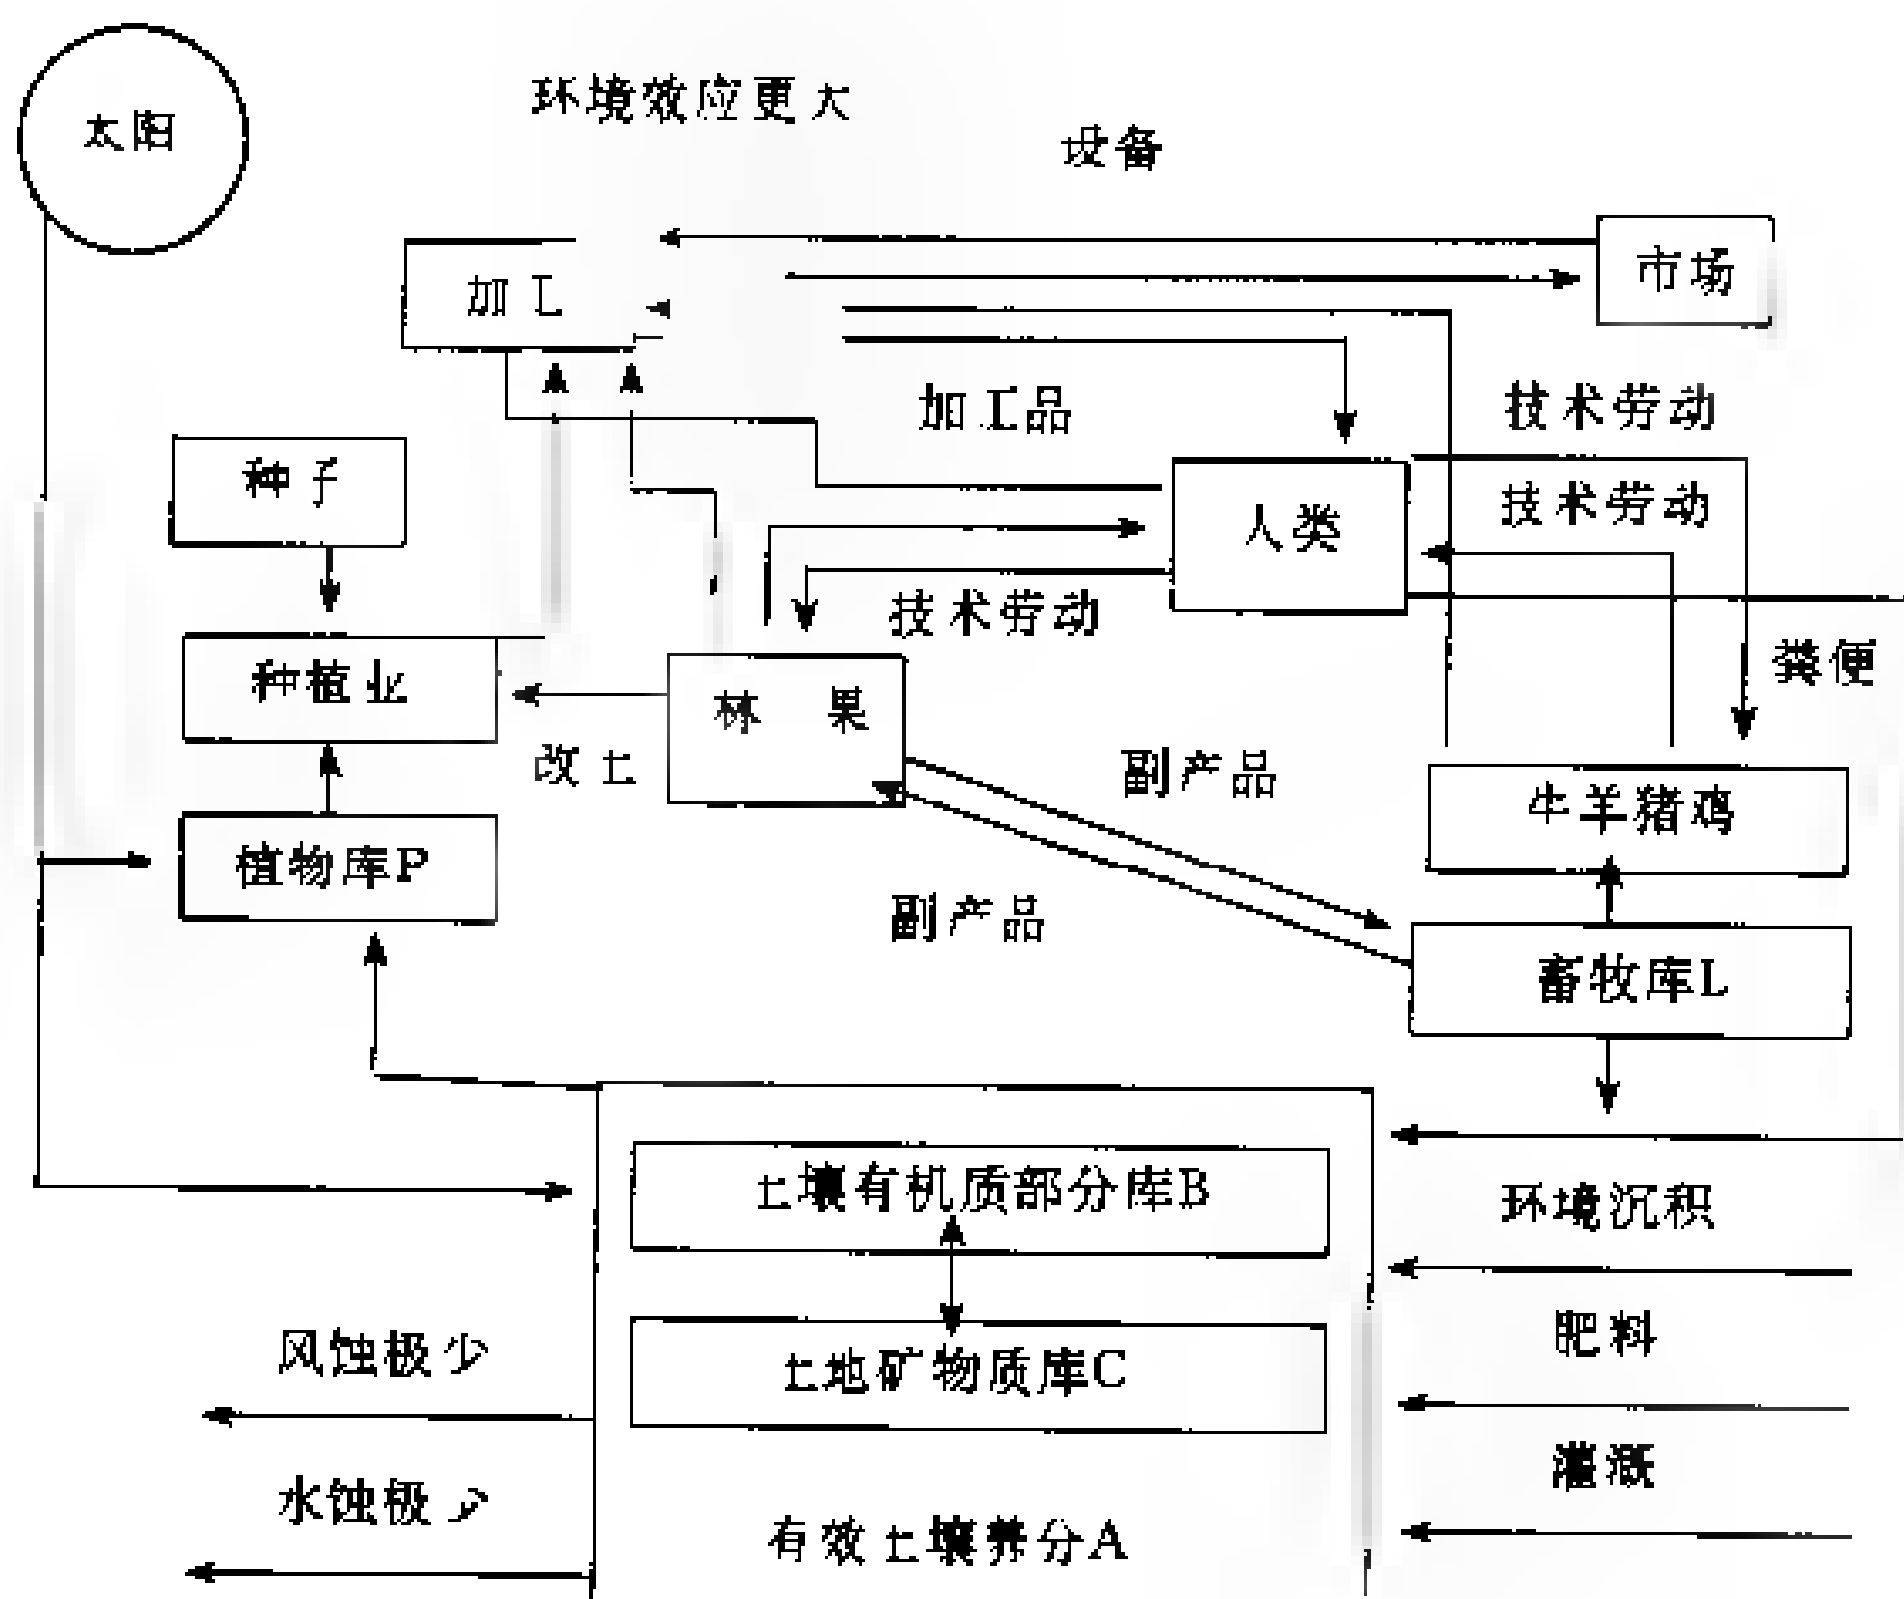 太阳
环境效应更大
设备
市场
加工
加工品
技术劳动
种子
技术劳动
人类
技术劳动
粪便
种植业
林 果
改土
副产品
牛羊猪鸡
植物库P
副产品
畜牧库L
土壤有机质部分库B
环境沉积
风蚀极少
肥料
土地矿物质库C
水蚀极少
灌溉
有效土壤养分A